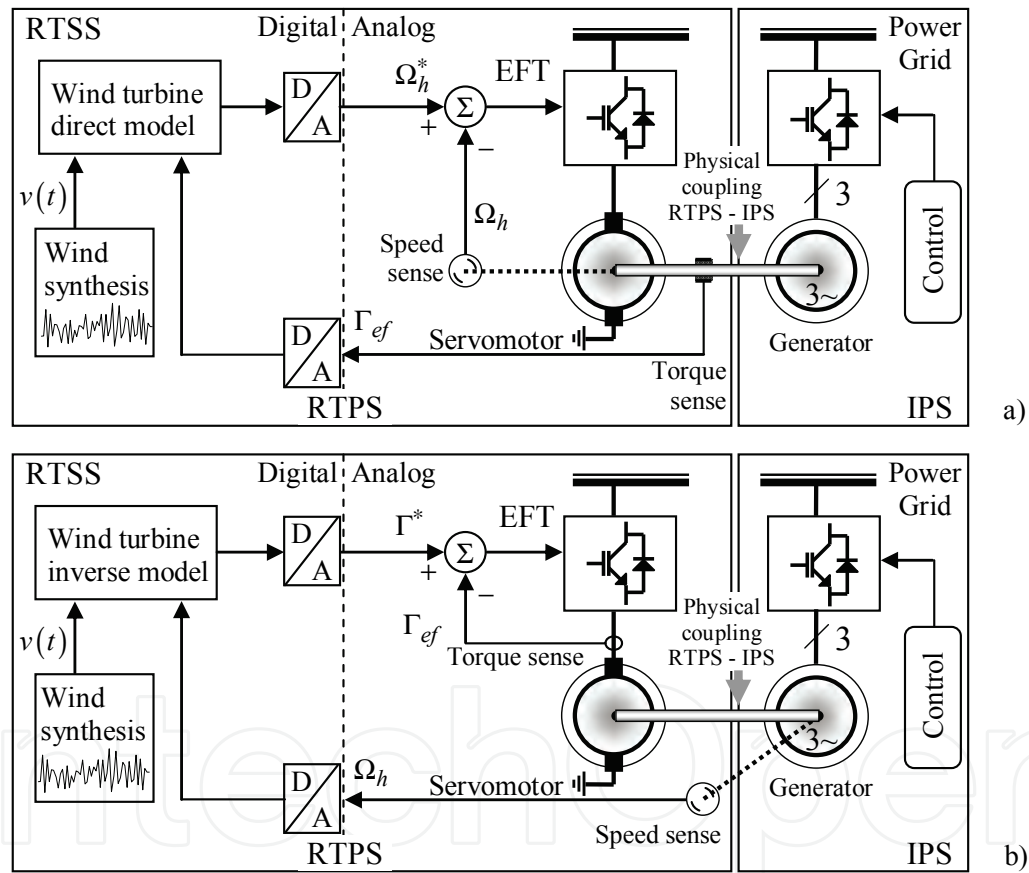 RTSS
Digital
Analog
Power
Grid
Wind turbine
direct model
D
A
Ω*h
+
−
Σ
EFT
v(t)
Wind
synthesis
Ωh
Speed
sense
Physical
coupling
RTPS - IPS
3
Control
3~
Generator
D
A
Γef
Servomotor
Torque
sense
RTPS
IPS
a)
RTSS
Digital
Analog
Power
Grid
Wind turbine
inverse model
D
A
Γ*
+
−
Σ
EFT
v(t)
Wind
synthesis
Γef
Torque sense
Physical
coupling
RTPS - IPS
3
Control
3~
Generator
D
A
Ωh
Servomotor
Speed sense
RTPS
IPS
b)
ntechOpen